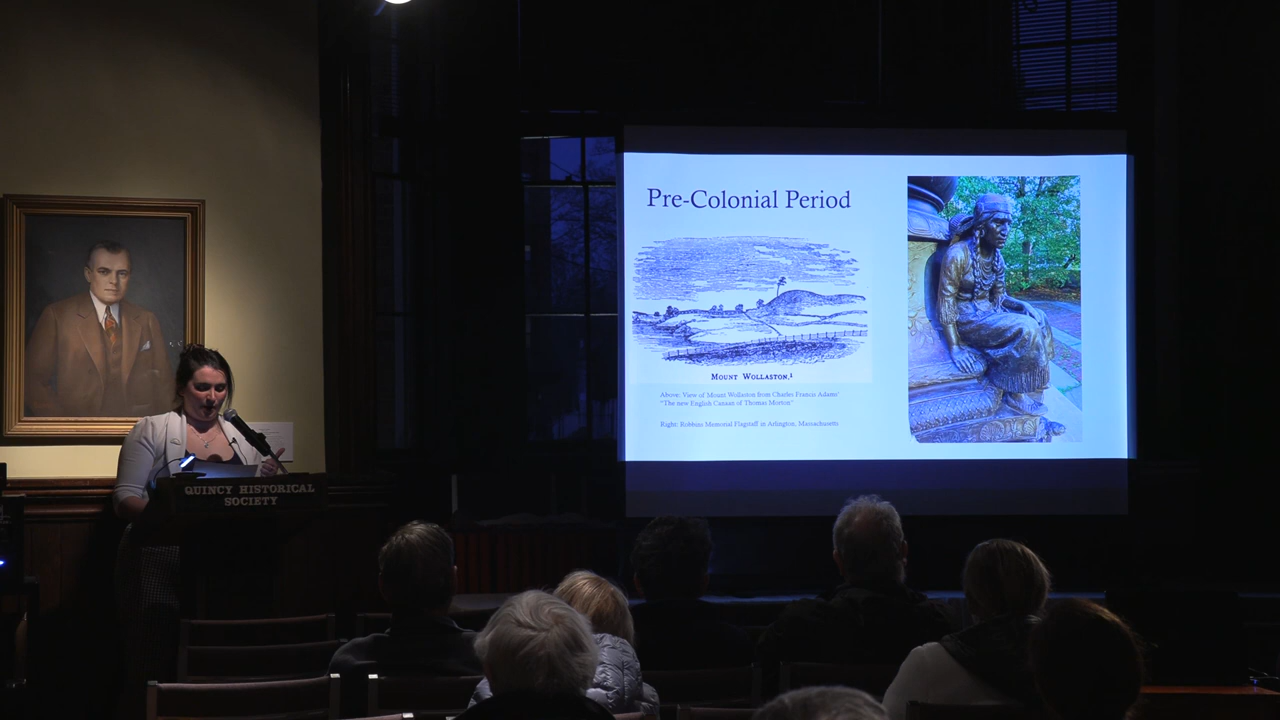 Pre-Colonial Period
MOUNT WOLLASTON.¹
Above: View of Mount Wollaston from Charles Francis Adams'
"The new English Canaan of Thomas Morton"
Right: Robbins Memorial Flagstaff in Arlington, Massachusetts
QUINCY HISTORICAL
SOCIETY